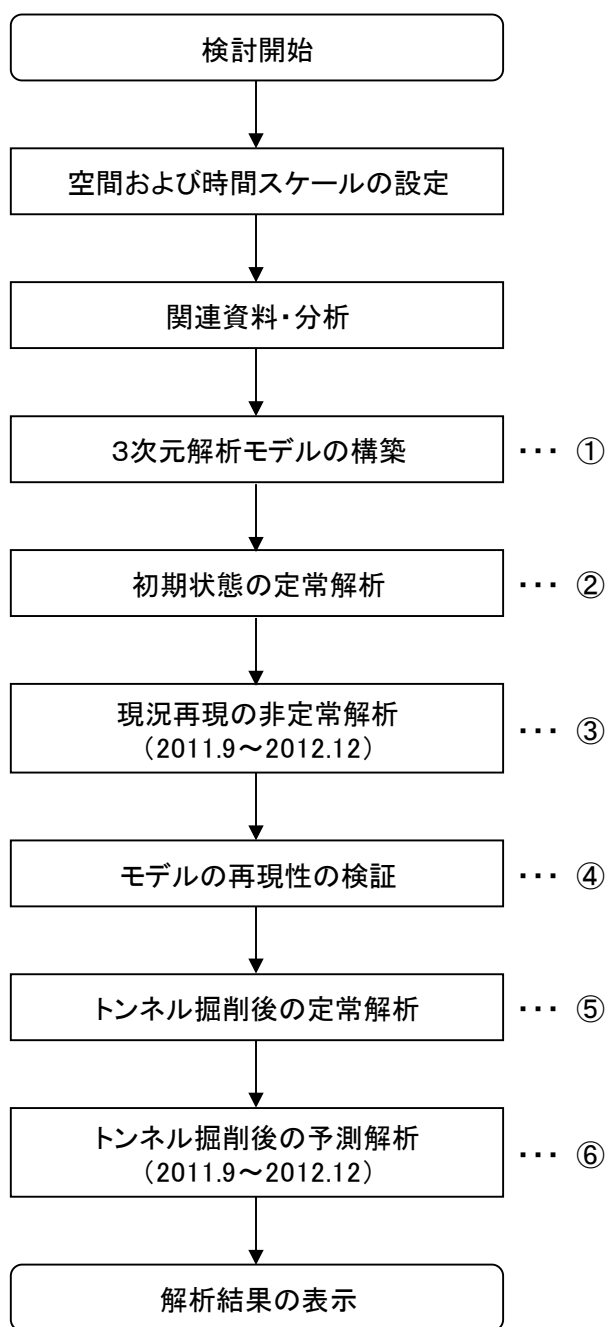 検討開始
空間および時間スケールの設定
関連資料・分析
3次元解析モデルの構築 ・・・ ①
初期状態の定常解析 ・・・ ②
現況再現の非定常解析
（2011.9～2012.12） ・・・ ③
モデルの再現性の検証 ・・・ ④
トンネル掘削後の定常解析 ・・・ ⑤
トンネル掘削後の予測解析
（2011.9～2012.12） ・・・ ⑥
解析結果の表示